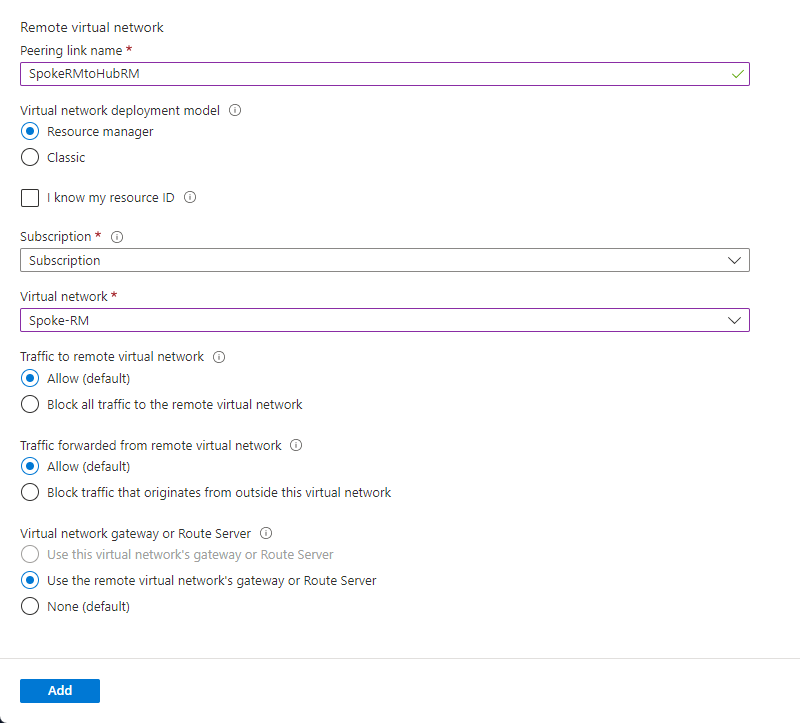 Remote virtual network
Peering link name *
SpokeRMtoHubRM
Virtual network deployment model
Resource manager
Classic
I know my resource ID
Subscription *
Subscription
Virtual network *
Spoke-RM
Traffic to remote virtual network
Allow (default)
Block all traffic to the remote virtual network
Traffic forwarded from remote virtual network
Allow (default)
Block traffic that originates from outside this virtual network
Virtual network gateway or Route Server
Use this virtual network's gateway or Route Server
Use the remote virtual network's gateway or Route Server
None (default)
Add